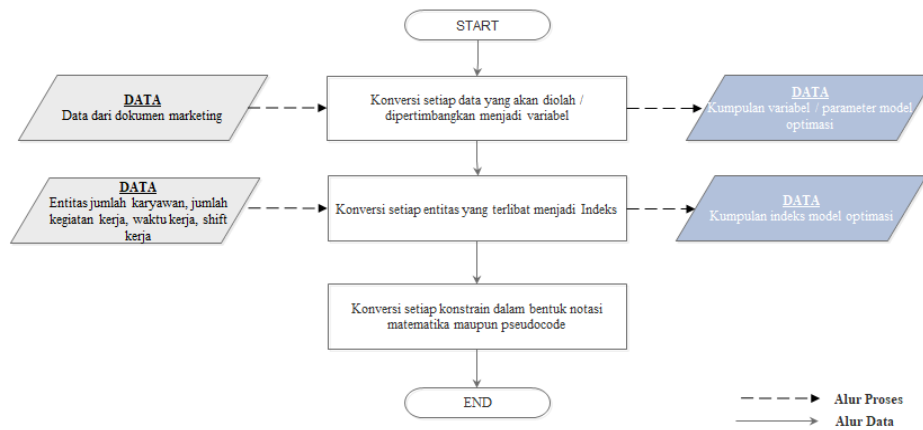 START
DATA
Data dari dokumen marketing
Konversi setiap data yang akan diolah /
dipertimbangkan menjadi variabel
DATA
Kumpulan variabel / parameter model
optimasi
DATA
Entitas jumlah karyawan, jumlah
kegiatan kerja, waktu kerja, shift
kerja
Konversi setiap entitas yang terlibat menjadi Indeks
DATA
Kumpulan indeks model optimasi
Konversi setiap konstrain dalam bentuk notasi
matematika maupun pseudocode
END
Alur Proses
Alur Data